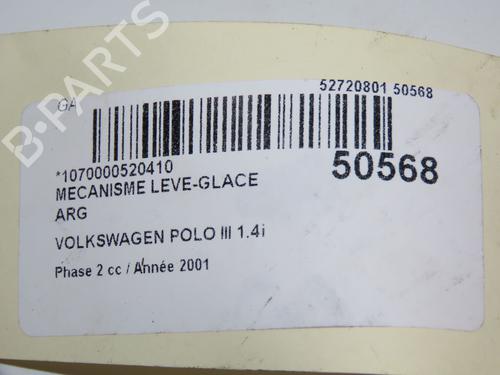 52720801 50568
GA
*1070000520410
50568
MECANISME LEVE-GLACE
ARG
VOLKSWAGEN POLO III 1.4i
Phase 2 cc / Année 2001
B-PARTS